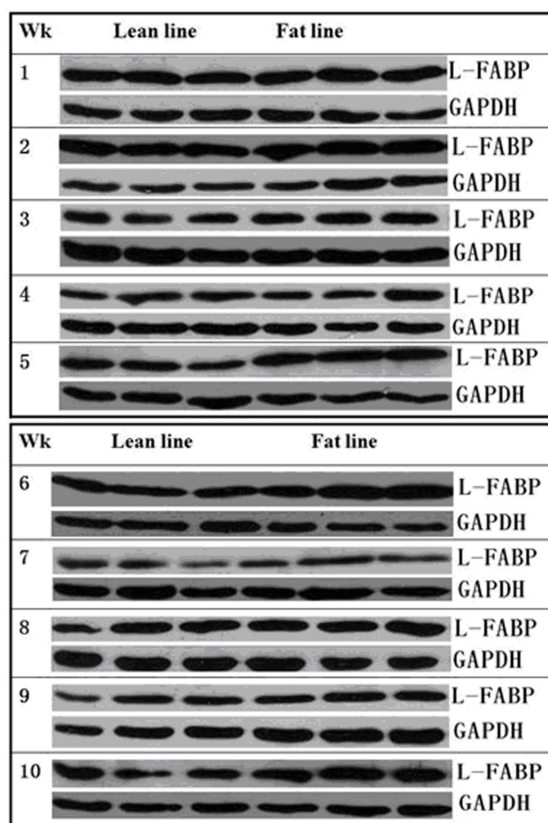 Wk Lean line Fat line
1 L-FABP
GAPDH
2 L-FABP
GAPDH
3 L-FABP
GAPDH
4 L-FABP
GAPDH
5 L-FABP
GAPDH
Wk Lean line Fat line
6 L-FABP
GAPDH
7 L-FABP
GAPDH
8 L-FABP
GAPDH
9 L-FABP
GAPDH
10 L-FABP
GAPDH